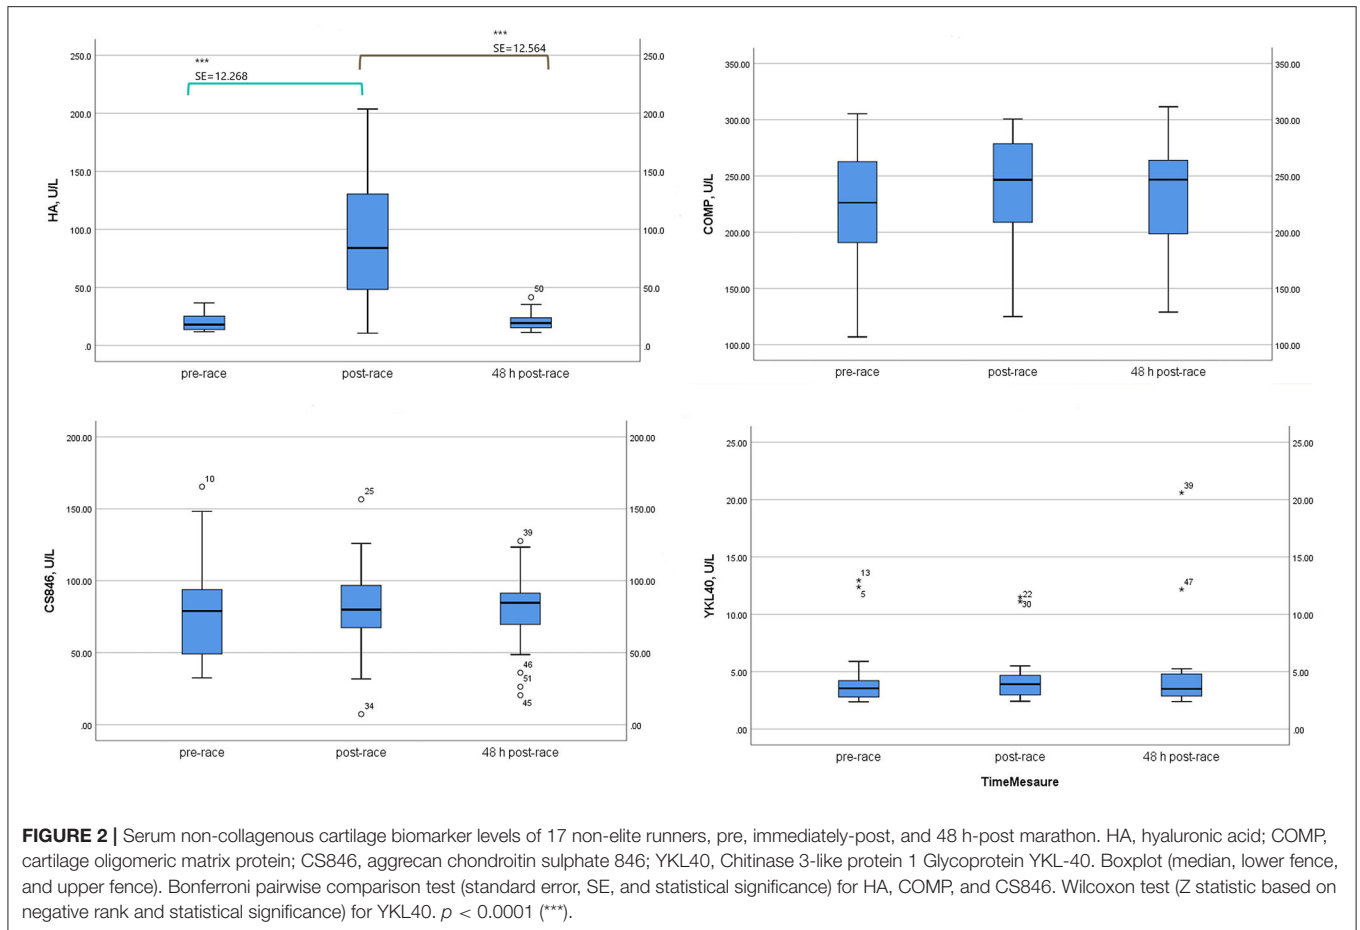 ***
SE=12.564
***
SE=12.268
250.0
200.0
150.0
100.0
50.0
.0
HA, U/L
250.0
200.0
150.0
100.0
50.0
.0
50
pre-race
post-race
48 h post-race
350.00
300.00
250.00
200.00
150.00
100.00
COMP, U/L
350.00
300.00
250.00
200.00
150.00
100.00
pre-race
post-race
48 h post-race
200.00
150.00
100.00
50.00
.00
CS846, U/L
200.00
150.00
100.00
50.00
.00
10
25
34
39
46
51
45
pre-race
post-race
48 h post-race
25.00
20.00
15.00
10.00
5.00
.00
YKL40, U/L
25.00
20.00
15.00
10.00
5.00
.00
* 13
* 5
* 22
* 30
* 39
* 47
pre-race
post-race
48 h post-race
TimeMesaure
FIGURE 2 | Serum non-collagenous cartilage biomarker levels of 17 non-elite runners, pre, immediately-post, and 48 h-post marathon. HA, hyaluronic acid; COMP,
cartilage oligomeric matrix protein; CS846, aggrecan chondroitin sulphate 846; YKL40, Chitinase 3-like protein 1 Glycoprotein YKL-40. Boxplot (median, lower fence,
and upper fence). Bonferroni pairwise comparison test (standard error, SE, and statistical significance) for HA, COMP, and CS846. Wilcoxon test (Z statistic based on
negative rank and statistical significance) for YKL40. p < 0.0001 (***).